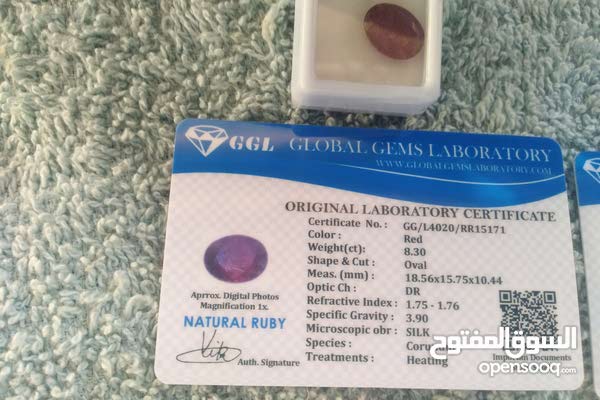 GGL GLOBAL GEMS LABORATORY
WWW.GLOBALGEMSLABORATORY.COM
ORIGINAL LABORATORY CERTIFICATE
Certificate No. : GG/L4020/RR15171
Color : Red
Weight(ct) : 8.30
Shape & Cut : Oval
Meas. (mm) : 18.56x15.75x10.44
Optic Ch : DR
Refractive Index : 1.75 - 1.76
Specific Gravity : 3.90
Microscopic obr : SILK
Species :
Treatments : Heating
Aprrox. Digital Photos
Magnification 1x.
NATURAL RUBY
Auth. Signature
Important Documents
السوق المفتوح
opensooq.com